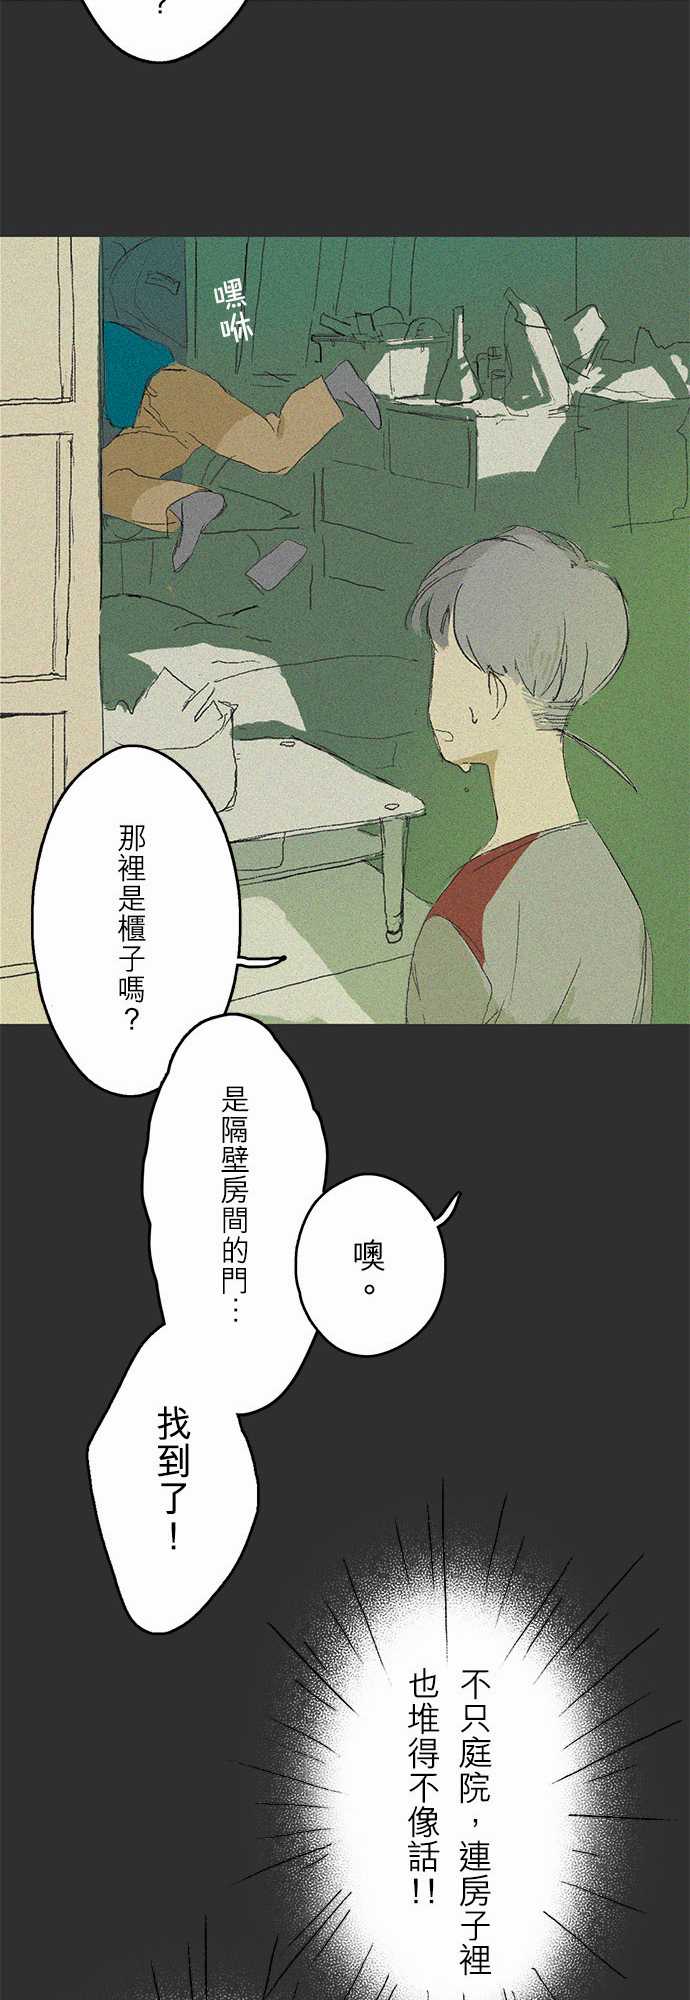 ?
嘿
咻
那裡是櫃子嗎?
是隔壁房間的門…
噢。
找到了!
不只庭院,連房子裡
也堆得不像話!!